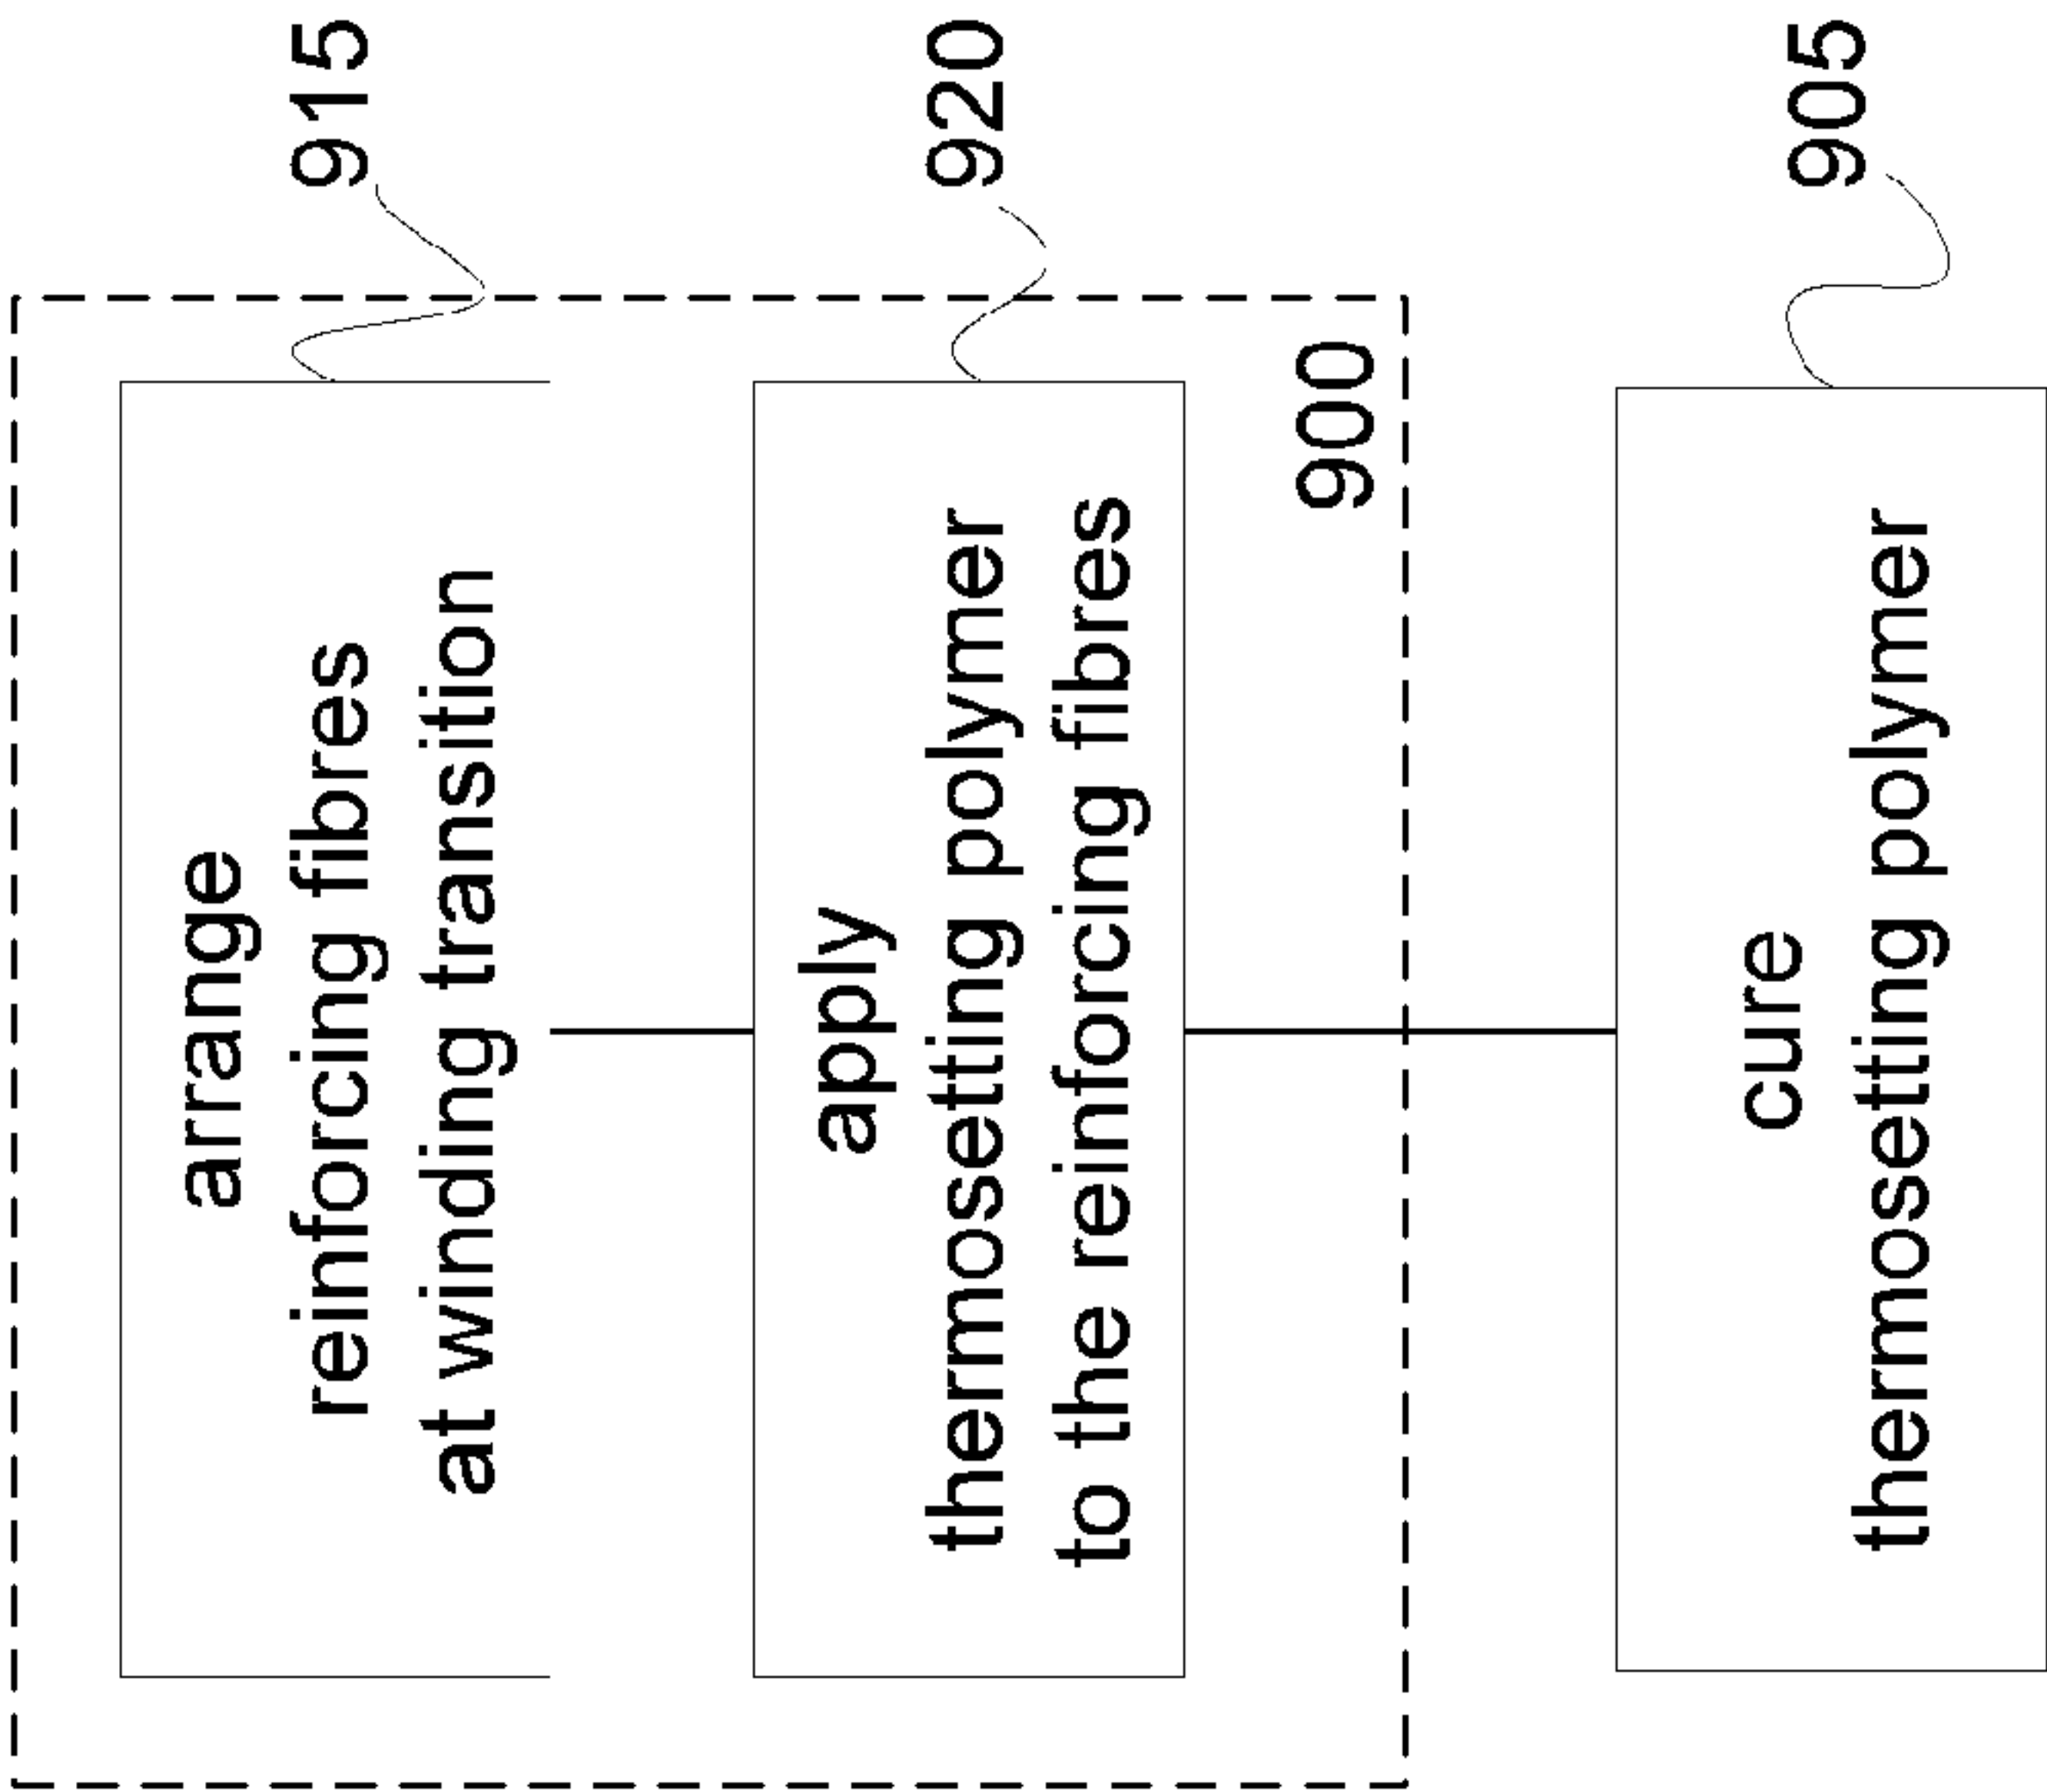 arrange
reinforcing fibres
at winding transition
915
apply
thermosetting polymer
to the reinforcing fibres
920
900
cure
thermosetting polymer
905